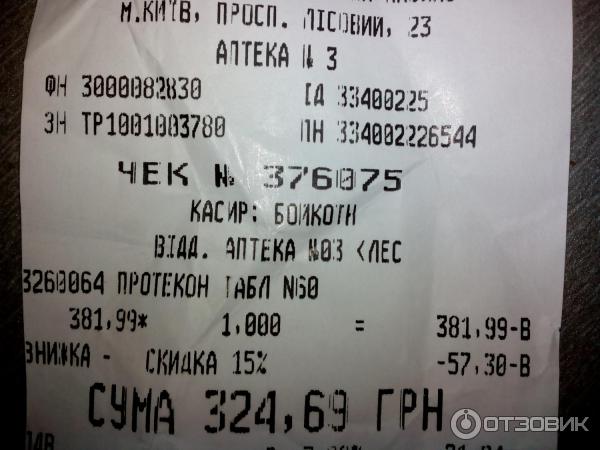 М.КИЇВ, ПРОСП. ЛІСОВИЙ, 23
АПТЕКА № 3
ФН 3000082830 ІД 33400225
ЗН ТР1001003780 ПН 334002226544
ЧЕК № 376075
КАСИР: БОЙКОТН
ВІДД. АПТЕКА №03 <ЛЕС
3260064 ПРОТЕКОН ТАБЛ N60
381,99* 1,000 = 381,99-В
ЗНИЖКА - СКИДКА 15% -57,30-В
СУМА 324,69 ГРН
ОТЗОВИК